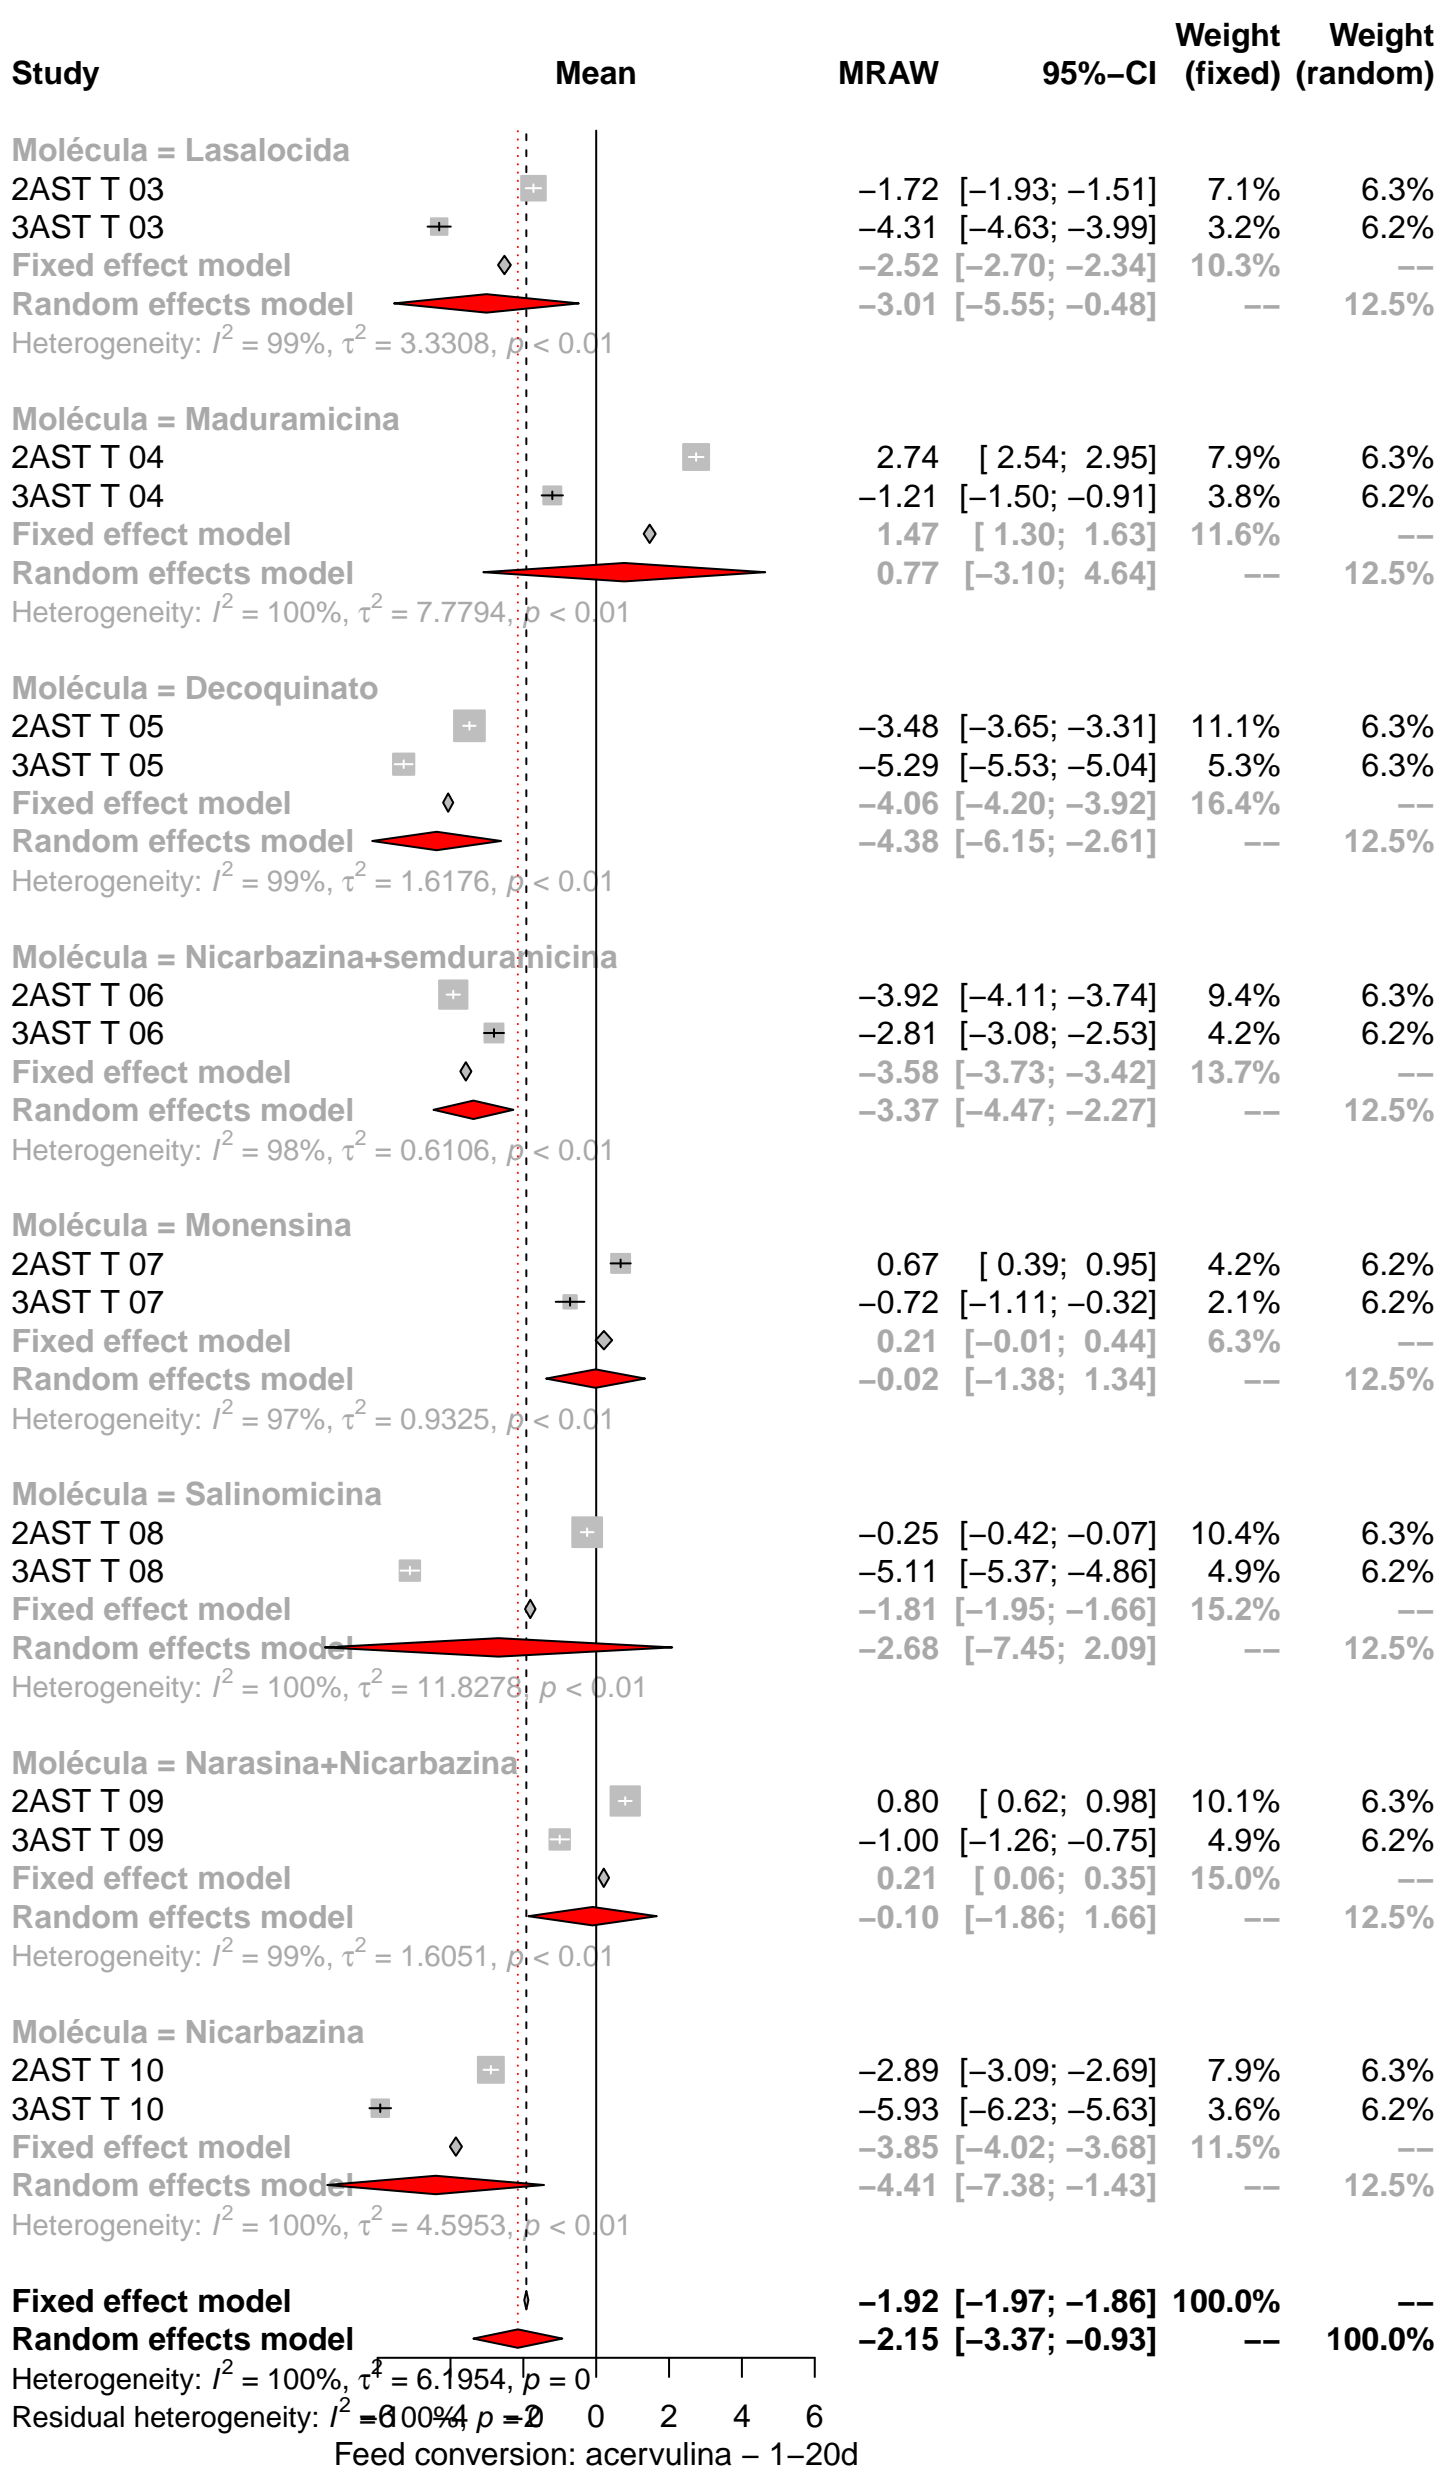 Weight Weight
Study Mean MRAW 95%−CI (fixed) (random)
Molécula = Lasalocida
2AST T 03 −1.72 [−1.93; −1.51] 7.1% 6.3%
3AST T 03 −4.31 [−4.63; −3.99] 3.2% 6.2%
Fixed effect model −2.52 [−2.70; −2.34] 10.3% −−
Random effects model −3.01 [−5.55; −0.48] −− 12.5%
Heterogeneity: I² = 99%, τ² = 3.3308, p < 0.01
Molécula = Maduramicina
2AST T 04 2.74 [ 2.54; 2.95] 7.9% 6.3%
3AST T 04 −1.21 [−1.50; −0.91] 3.8% 6.2%
Fixed effect model 1.47 [ 1.30; 1.63] 11.6% −−
Random effects model 0.77 [−3.10; 4.64] −− 12.5%
Heterogeneity: I² = 100%, τ² = 7.7794, p < 0.01
Molécula = Decoquinato
2AST T 05 −3.48 [−3.65; −3.31] 11.1% 6.3%
3AST T 05 −5.29 [−5.53; −5.04] 5.3% 6.3%
Fixed effect model −4.06 [−4.20; −3.92] 16.4% −−
Random effects model −4.38 [−6.15; −2.61] −− 12.5%
Heterogeneity: I² = 99%, τ² = 1.6176, p < 0.01
Molécula = Nicarbazina+semduramicina
2AST T 06 −3.92 [−4.11; −3.74] 9.4% 6.3%
3AST T 06 −2.81 [−3.08; −2.53] 4.2% 6.2%
Fixed effect model −3.58 [−3.73; −3.42] 13.7% −−
Random effects model −3.37 [−4.47; −2.27] −− 12.5%
Heterogeneity: I² = 98%, τ² = 0.6106, p < 0.01
Molécula = Monensina
2AST T 07 0.67 [ 0.39; 0.95] 4.2% 6.2%
3AST T 07 −0.72 [−1.11; −0.32] 2.1% 6.2%
Fixed effect model 0.21 [−0.01; 0.44] 6.3% −−
Random effects model −0.02 [−1.38; 1.34] −− 12.5%
Heterogeneity: I² = 97%, τ² = 0.9325, p < 0.01
Molécula = Salinomicina
2AST T 08 −0.25 [−0.42; −0.07] 10.4% 6.3%
3AST T 08 −5.11 [−5.37; −4.86] 4.9% 6.2%
Fixed effect model −1.81 [−1.95; −1.66] 15.2% −−
Random effects model −2.68 [−7.45; 2.09] −− 12.5%
Heterogeneity: I² = 100%, τ² = 11.8278, p < 0.01
Molécula = Narasina+Nicarbazina
2AST T 09 0.80 [ 0.62; 0.98] 10.1% 6.3%
3AST T 09 −1.00 [−1.26; −0.75] 4.9% 6.2%
Fixed effect model 0.21 [ 0.06; 0.35] 15.0% −−
Random effects model −0.10 [−1.86; 1.66] −− 12.5%
Heterogeneity: I² = 99%, τ² = 1.6051, p < 0.01
Molécula = Nicarbazina
2AST T 10 −2.89 [−3.09; −2.69] 7.9% 6.3%
3AST T 10 −5.93 [−6.23; −5.63] 3.6% 6.2%
Fixed effect model −3.85 [−4.02; −3.68] 11.5% −−
Random effects model −4.41 [−7.38; −1.43] −− 12.5%
Heterogeneity: I² = 100%, τ² = 4.5953, p < 0.01
Fixed effect model −1.92 [−1.97; −1.86] 100.0% −−
Random effects model −2.15 [−3.37; −0.93] −− 100.0%
Heterogeneity: I² = 100%, τ² = 6.1954, p = 0
Residual heterogeneity: I² = 100%, p = 0
−6 −4 −2 0 2 4 6
Feed conversion: acervulina − 1−20d